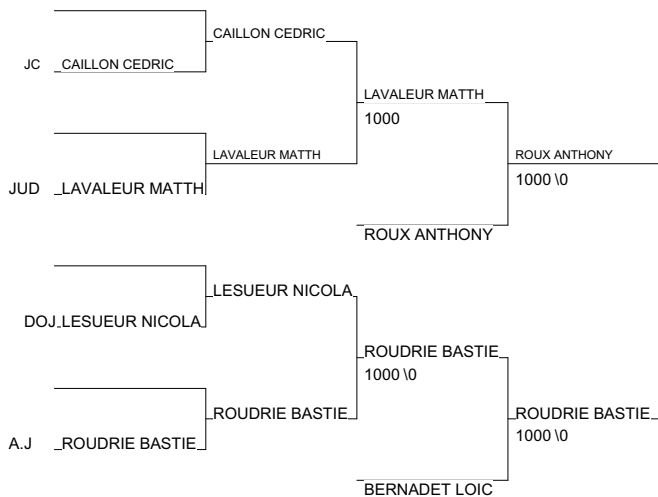 CAILLON CEDRIC
JC CAILLON CEDRIC
LAVALEUR MATTH
1000
LAVALEUR MATTH
ROUX ANTHONY
1000 \0
JUD LAVALEUR MATTH
ROUX ANTHONY
LESUEUR NICOLA
DOJ LESUEUR NICOLA
ROUDRIE BASTIE
1000 \0
ROUDRIE BASTIE
ROUDRIE BASTIE
1000 \0
A.J ROUDRIE BASTIE
BERNADET LOIC